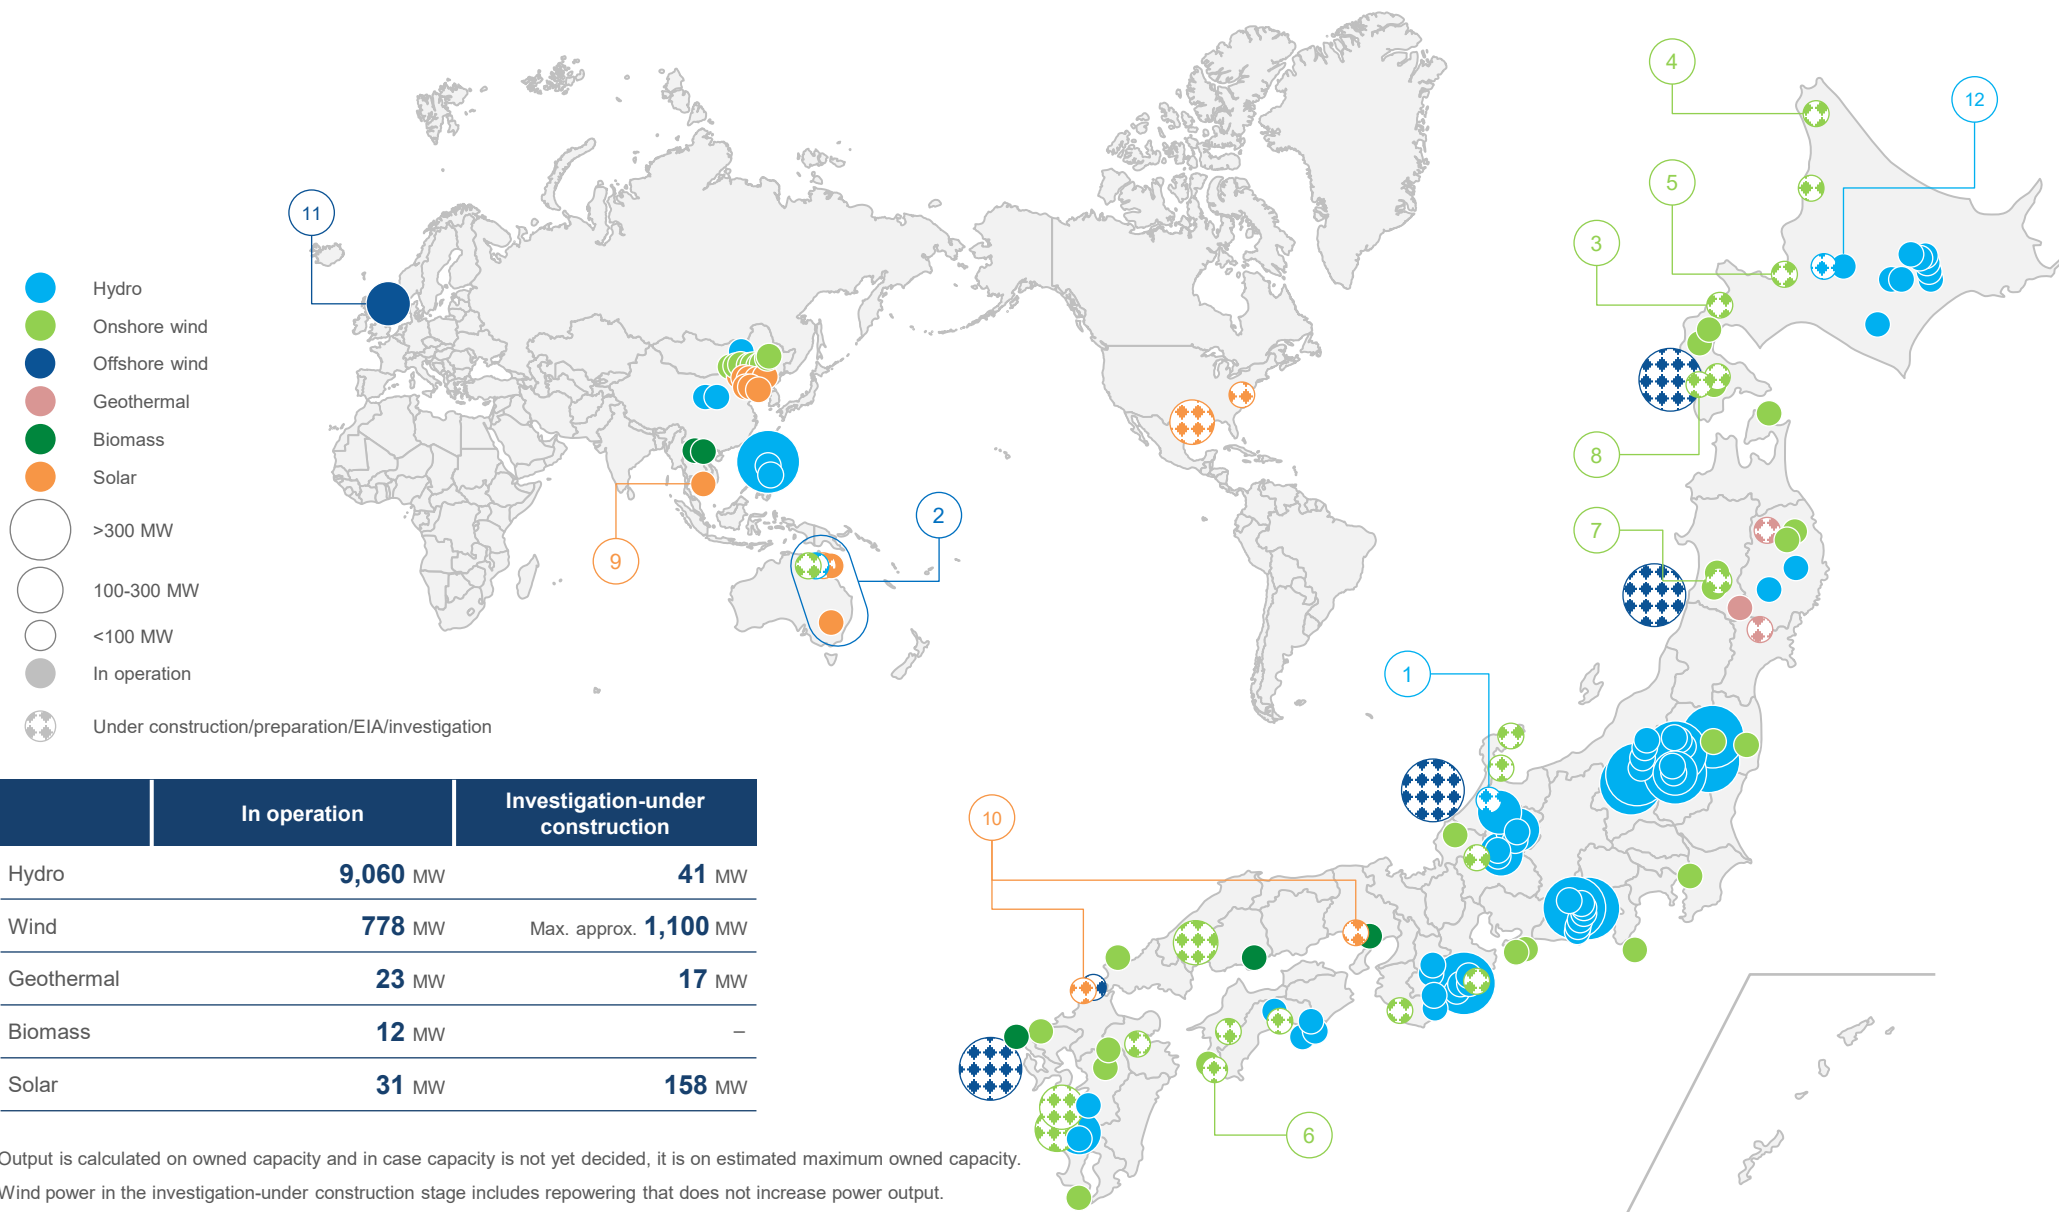 4
12
5
11
3
Hydro
Onshore wind
Offshore wind
Geothermal
Biomass
Solar
>300 MW
100-300 MW
<100 MW
In operation
Under construction/preparation/EIA/investigation
8
2
7
9
1
10
6
In operation
Investigation-under
construction
Hydro 9,060 MW 41 MW
Wind 778 MW Max. approx. 1,100 MW
Geothermal 23 MW 17 MW
Biomass 12 MW –
Solar 31 MW 158 MW
Output is calculated on owned capacity and in case capacity is not yet decided, it is on estimated maximum owned capacity.
Wind power in the investigation-under construction stage includes repowering that does not increase power output.